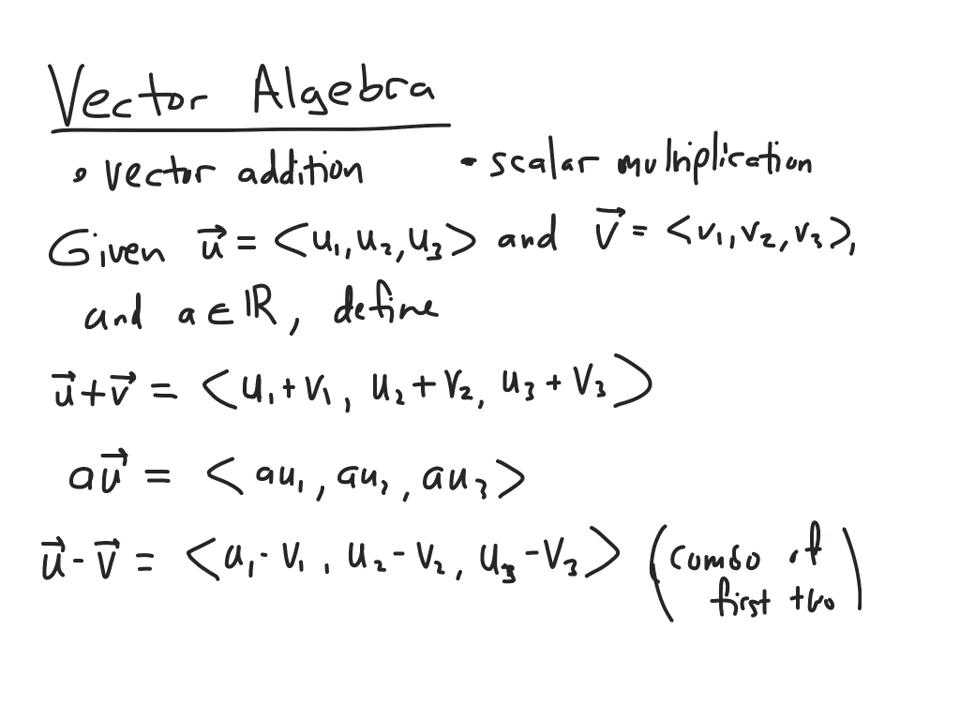 Vector Algebra
• vector addition • scalar multiplication
Given u⃗ = <u₁, u₂, u₃> and v⃗ = <v₁, v₂, v₃>,
and a ∈ ℝ, define
u⃗ + v⃗ = <u₁ + v₁, u₂ + v₂, u₃ + v₃>
au⃗ = <au₁, au₂, au₃>
u⃗ - v⃗ = <u₁ - v₁, u₂ - v₂, u₃ - v₃> (combo of
first two)